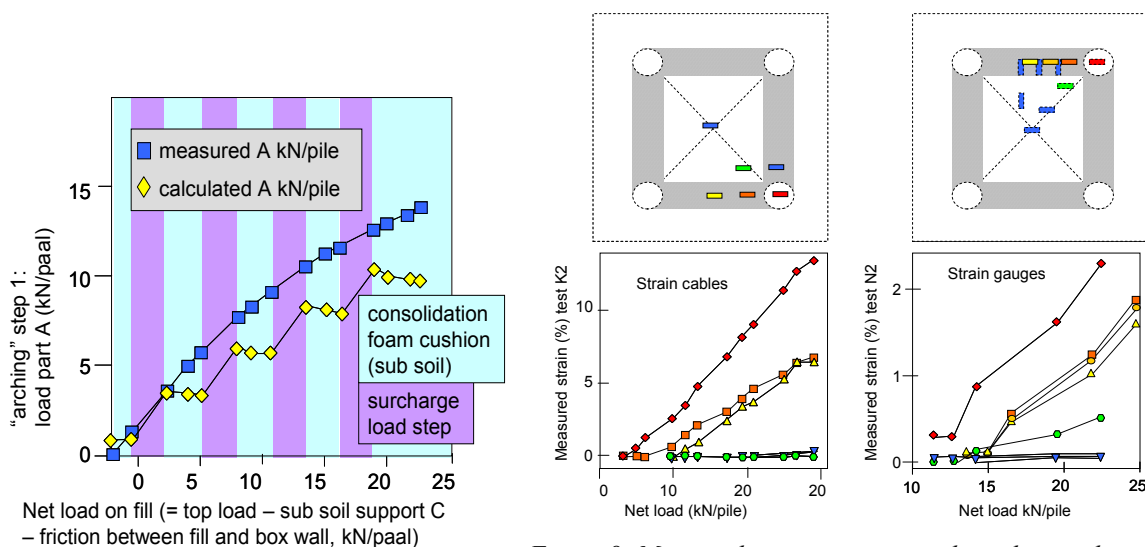 measured A kN/pile
calculated A kN/pile
consolidation
foam cushion
(sub soil)
surcharge
load step
15
10
5
0
0 5 10 15 20 25
"arching" step 1:
load part A (kN/paal)
Net load on fill (= top load – sub soil support C
– friction between fill and box wall, kN/paal)
Strain cables
Measured strain (%) test K2
10
5
0
0 10 20 20
Net load (kN/pile)
Strain gauges
Measured strain (%) test N2
2
1
0
10 15 20 25
Net load kN/pile